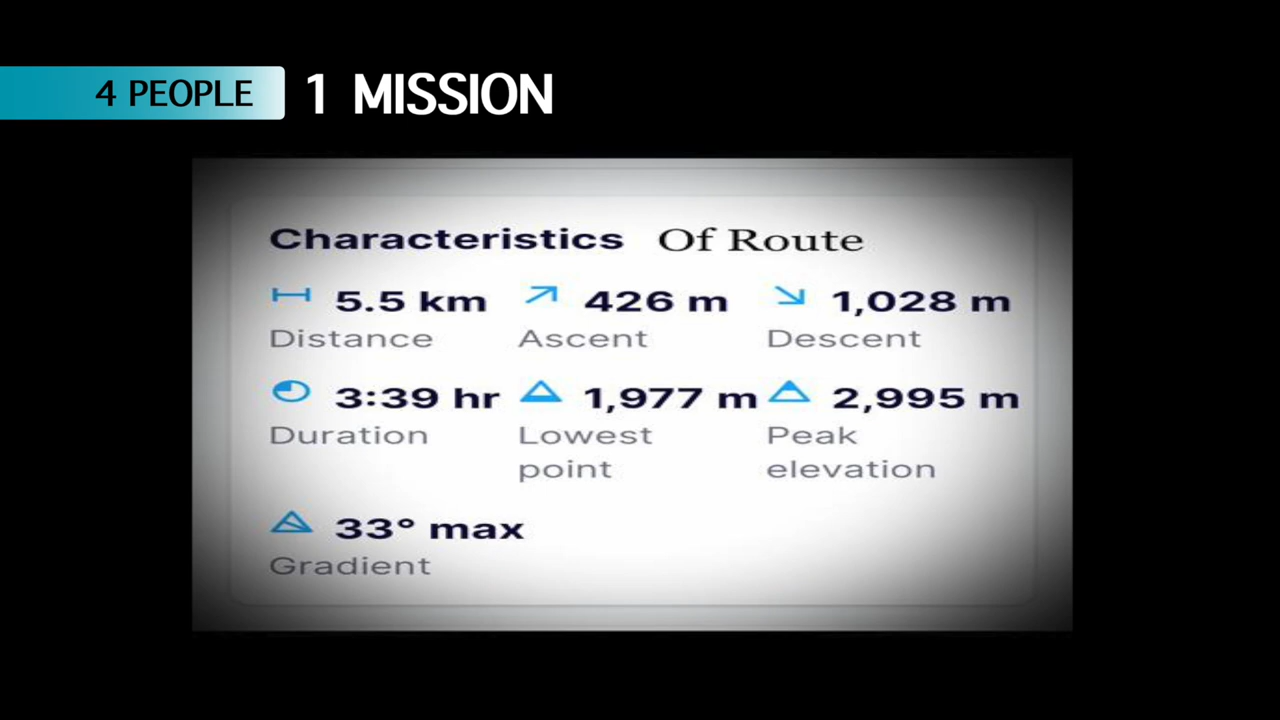 4 PEOPLE 1 MISSION
Characteristics Of Route
5.5 km 426 m 1,028 m
Distance Ascent Descent
3:39 hr 1,977 m 2,995 m
Duration Lowest point Peak elevation
33° max
Gradient